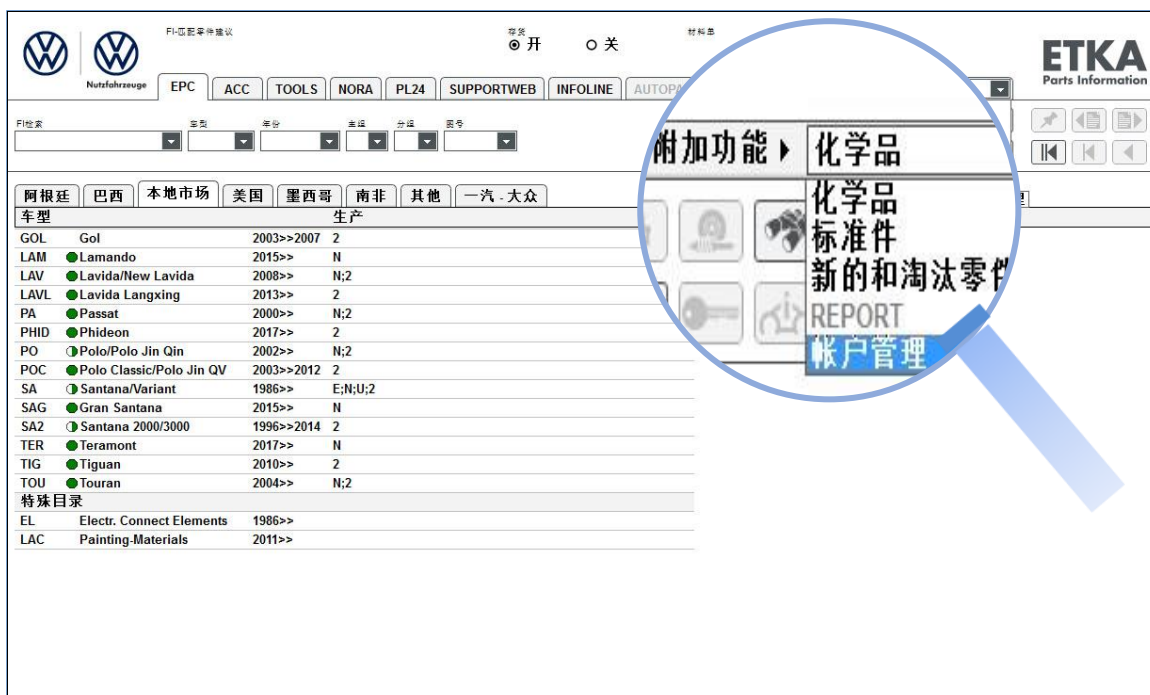 FI-匹配零件建议
存货
材料单
开
关
Nutzfahrzeuge
ETKA
Parts Information
EPC ACC TOOLS NORA PL24 SUPPORTWEB INFOLINE
FI检索 车型 年份 主组 分组 图号
附加功能 化学品
化学品
标准件
新的和淘汰零件
REPORT
帐户管理
阿根廷 巴西 本地市场 美国 墨西哥 南非 其他 一汽-大众
车型 生产
GOL Gol 2003>>2007 2
LAM Lamando 2015>> N
LAV Lavida/New Lavida 2008>> N;2
LAVL Lavida Langxing 2013>> 2
PA Passat 2000>> N;2
PHID Phideon 2017>> 2
PO Polo/Polo Jin Qin 2002>> N;2
POC Polo Classic/Polo Jin QV 2003>>2012 2
SA Santana/Variant 1986>> E;N;U;2
SAG Gran Santana 2015>> N
SA2 Santana 2000/3000 1996>>2014 2
TER Teramont 2017>> N
TIG Tiguan 2010>> 2
TOU Touran 2004>> N;2
特殊目录
EL Electr. Connect Elements 1986>>
LAC Painting-Materials 2011>>